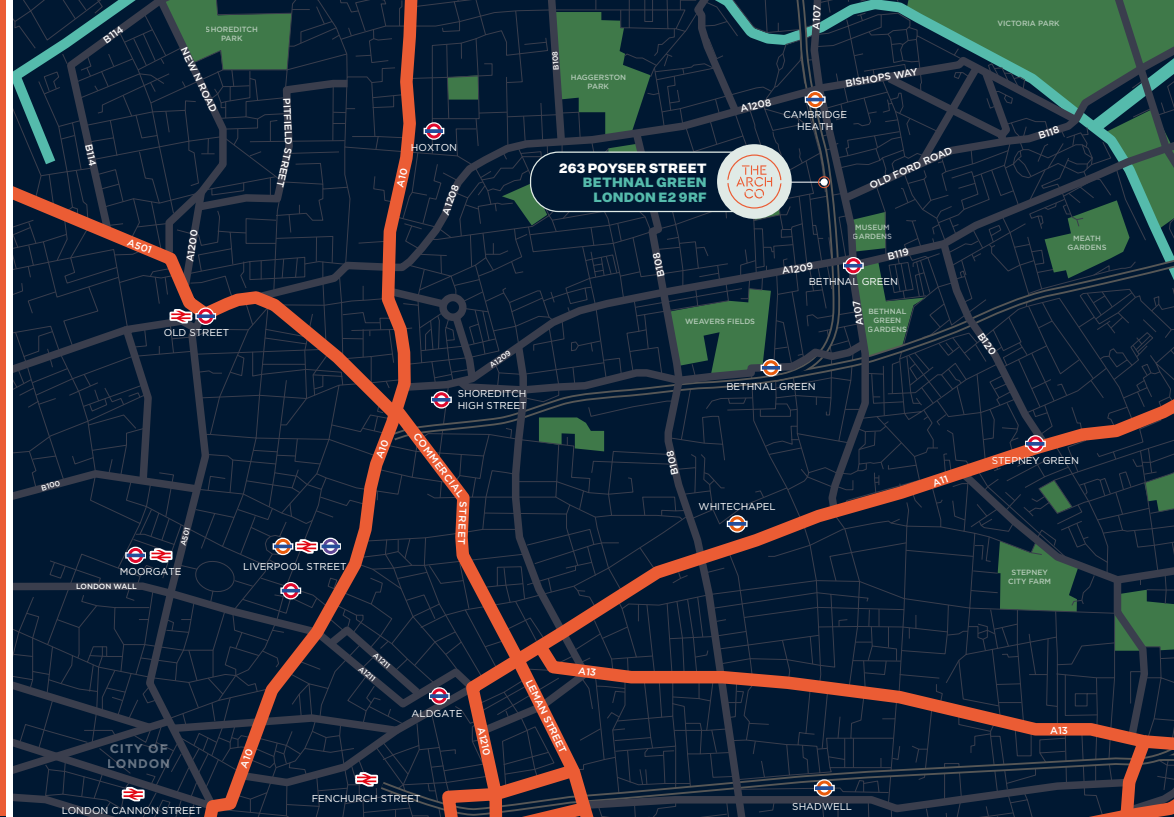 SHOREDITCH
PARK
B114
NEW N ROAD
PITFIELD STREET
B114
A501
A1200
OLD STREET
HOXTON
A10
A1208
B108
HAGGERSTON
PARK
A1208
A107
BISHOPS WAY
CAMBRIDGE
HEATH
VICTORIA PARK
B118
OLD FORD ROAD
263 POYSER STREET
BETHNAL GREEN
LONDON E2 9RF
THE
ARCH
CO
MUSEUM
GARDENS
B119
MEATH
GARDENS
A1209
BETHNAL GREEN
B108
WEAVERS FIELDS
A107
BETHNAL
GREEN
GARDENS
B120
A1209
SHOREDITCH
HIGH STREET
BETHNAL GREEN
A10
COMMERCIAL STREET
B108
STEPNEY GREEN
A11
B100
A501
WHITECHAPEL
MOORGATE
LIVERPOOL STREET
LONDON WALL
STEPNEY
CITY FARM
A1211
A1211
A13
ALDGATE
LEMAN STREET
A1210
A13
CITY OF
LONDON
A10
LONDON CANNON STREET
FENCHURCH STREET
SHADWELL